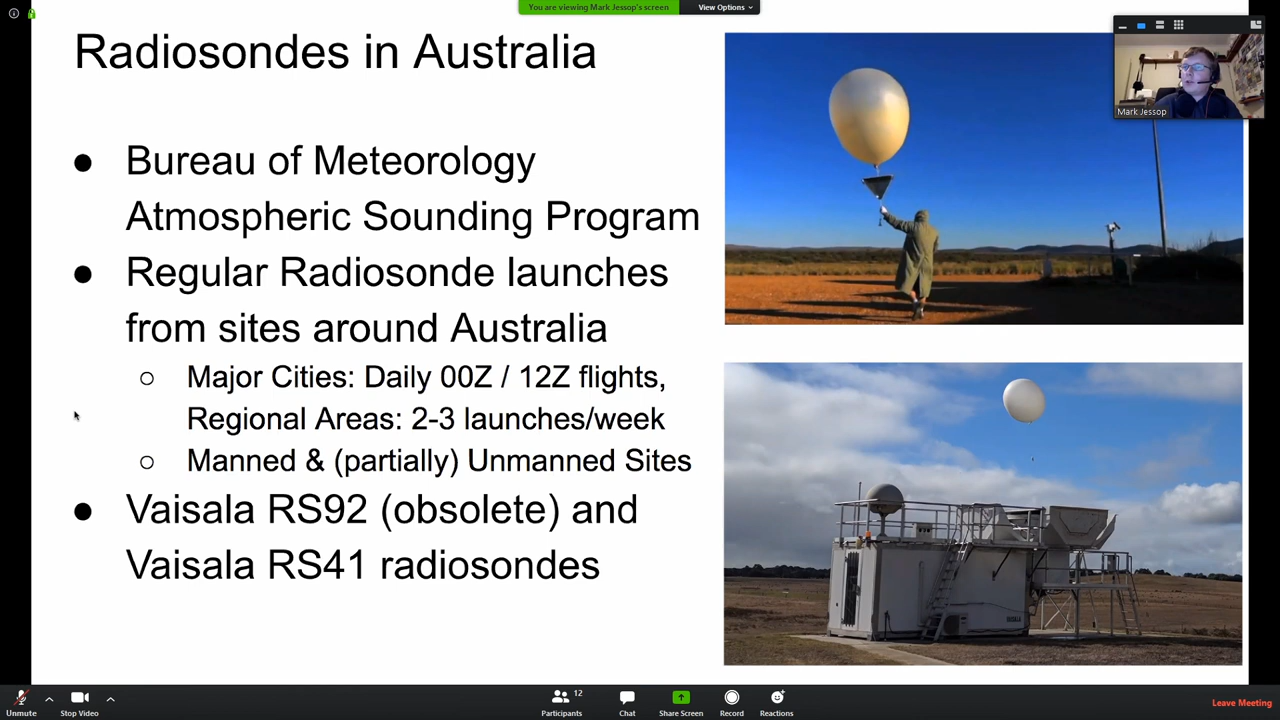 You are viewing Mark Jessop's screen
View Options
Radiosondes in Australia
Mark Jessop
● Bureau of Meteorology
Atmospheric Sounding Program
● Regular Radiosonde launches
from sites around Australia
○ Major Cities: Daily 00Z / 12Z flights,
Regional Areas: 2-3 launches/week
○ Manned & (partially) Unmanned Sites
● Vaisala RS92 (obsolete) and
Vaisala RS41 radiosondes
VAISALA
Unmute
Stop Video
12
Participants
Chat
Share Screen
Record
Reactions
Leave Meeting